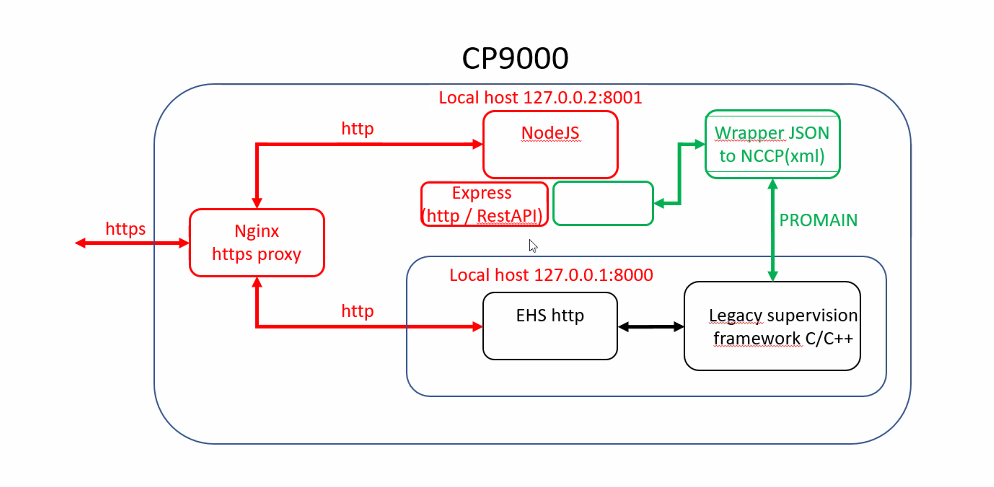 CP9000
Local host 127.0.0.2:8001
http
NodeJS
Wrapper JSON
to NCCP(xml)
Express
(http / RestAPI)
PROMAIN
https
Nginx
https proxy
Local host 127.0.0.1:8000
http
EHS http
Legacy supervision
framework C/C++